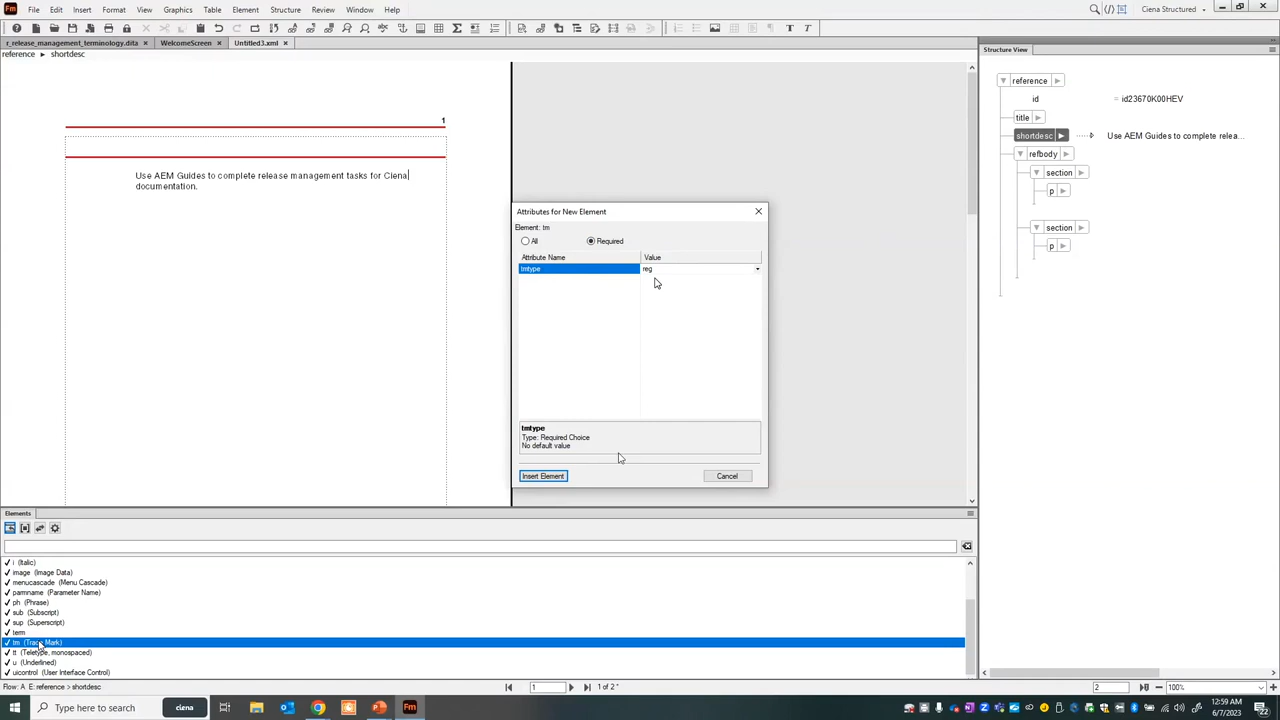 File Edit Insert Format View Graphics Table Element Structure Review Window Help
Ciena Structured
r_release_management_terminology.dita
WelcomeScreen
Untitled3.xml
reference shortdesc
Structure View
reference
id = id23670K00HEV
title
shortdesc Use AEM Guides to complete relea...
refbody
section
p
section
p
1
Use AEM Guides to complete release management tasks for Ciena
documentation.
Attributes for New Element
Element: tm
All Required
Attribute Name Value
tmtype reg
tmtype
Type: Required Choice
No default value
Insert Element Cancel
Elements
i (Italic)
image (Image Data)
menucascade (Menu Cascade)
parmname (Parameter Name)
ph (Phrase)
sub (Subscript)
sup (Superscript)
term
tm (Trade Mark)
tt (Teletype, monospaced)
u (Underlined)
uicontrol (User Interface Control)
Row: A E: reference > shortdesc
1
1 of 2 *
2
100%
Type here to search
ciena
12:59 AM
6/7/2023
22